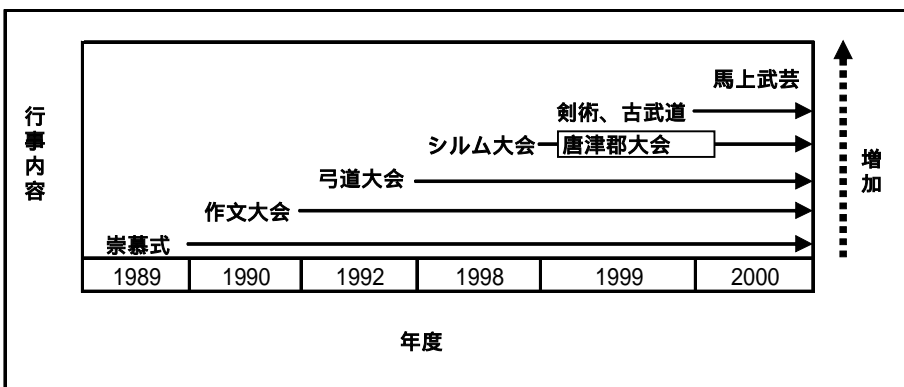 馬上武芸
剣術、古武道
シルム大会 唐津郡大会
弓道大会
作文大会
崇慕式
行事内容
増加
1989 1990 1992 1998 1999 2000
年度